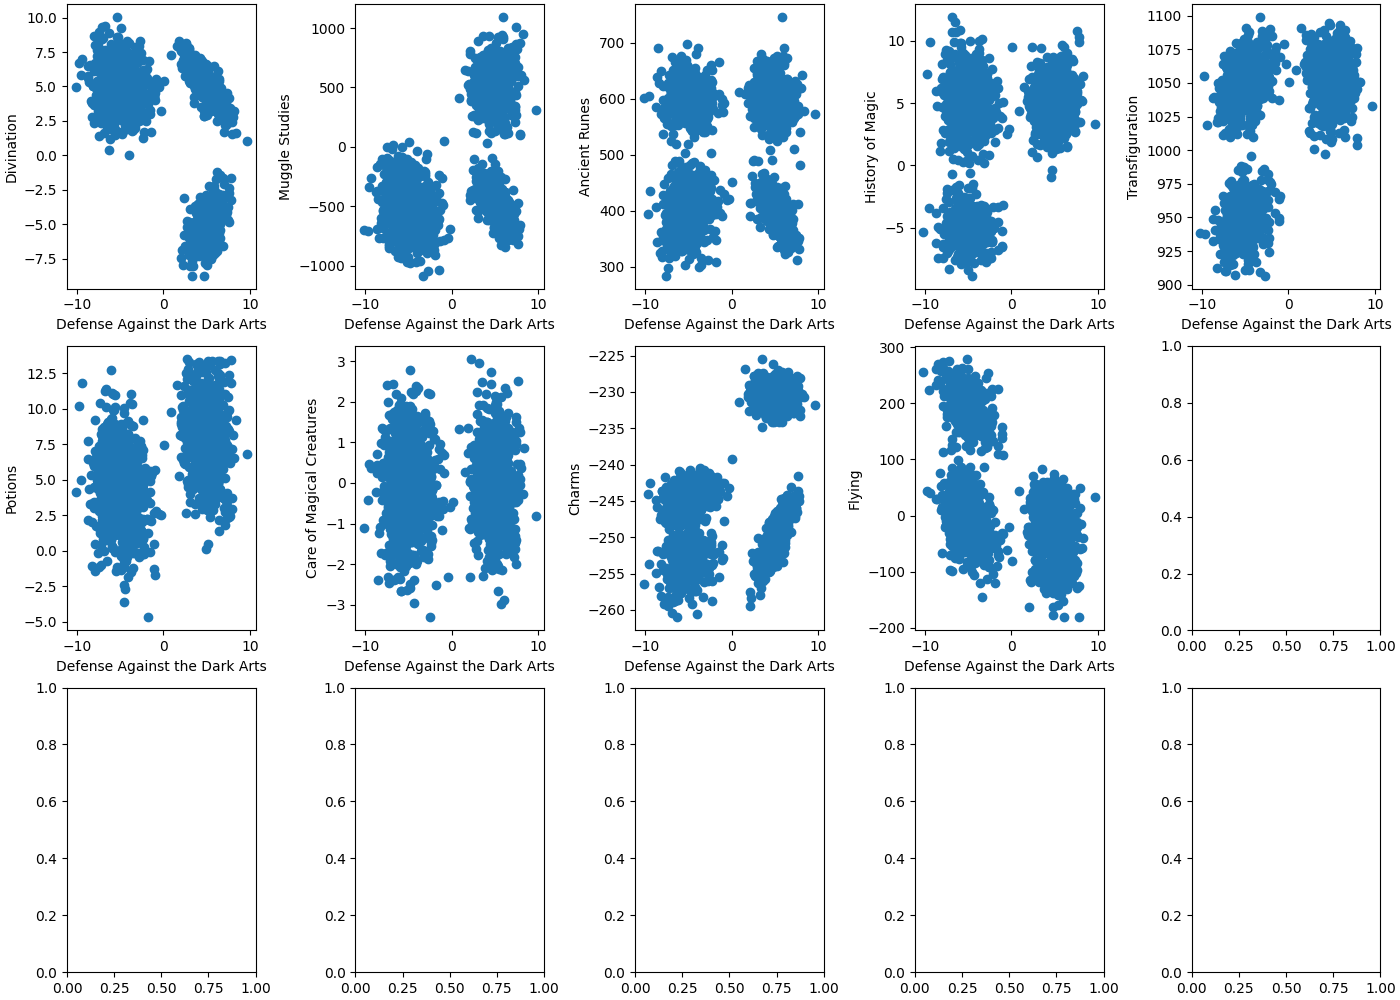 10.0
7.5
5.0
2.5
0.0
−2.5
−5.0
−7.5
Divination
−10 0 10
Defense Against the Dark Arts
1000
500
0
−500
−1000
Muggle Studies
−10 0 10
Defense Against the Dark Arts
700
600
500
400
300
Ancient Runes
−10 0 10
Defense Against the Dark Arts
10
5
0
−5
History of Magic
−10 0 10
Defense Against the Dark Arts
1100
1075
1050
1025
1000
975
950
925
900
Transfiguration
−10 0 10
Defense Against the Dark Arts
12.5
10.0
7.5
5.0
2.5
0.0
−2.5
−5.0
Potions
−10 0 10
Defense Against the Dark Arts
3
2
1
0
−1
−2
−3
Care of Magical Creatures
−10 0 10
Defense Against the Dark Arts
−225
−230
−235
−240
−245
−250
−255
−260
Charms
−10 0 10
Defense Against the Dark Arts
300
200
100
0
−100
−200
Flying
−10 0 10
Defense Against the Dark Arts
1.0
0.8
0.6
0.4
0.2
0.0
0.00 0.25 0.50 0.75 1.00
1.0
0.8
0.6
0.4
0.2
0.0
0.00 0.25 0.50 0.75 1.00
1.0
0.8
0.6
0.4
0.2
0.0
0.00 0.25 0.50 0.75 1.00
1.0
0.8
0.6
0.4
0.2
0.0
0.00 0.25 0.50 0.75 1.00
1.0
0.8
0.6
0.4
0.2
0.0
0.00 0.25 0.50 0.75 1.00
1.0
0.8
0.6
0.4
0.2
0.0
0.00 0.25 0.50 0.75 1.00